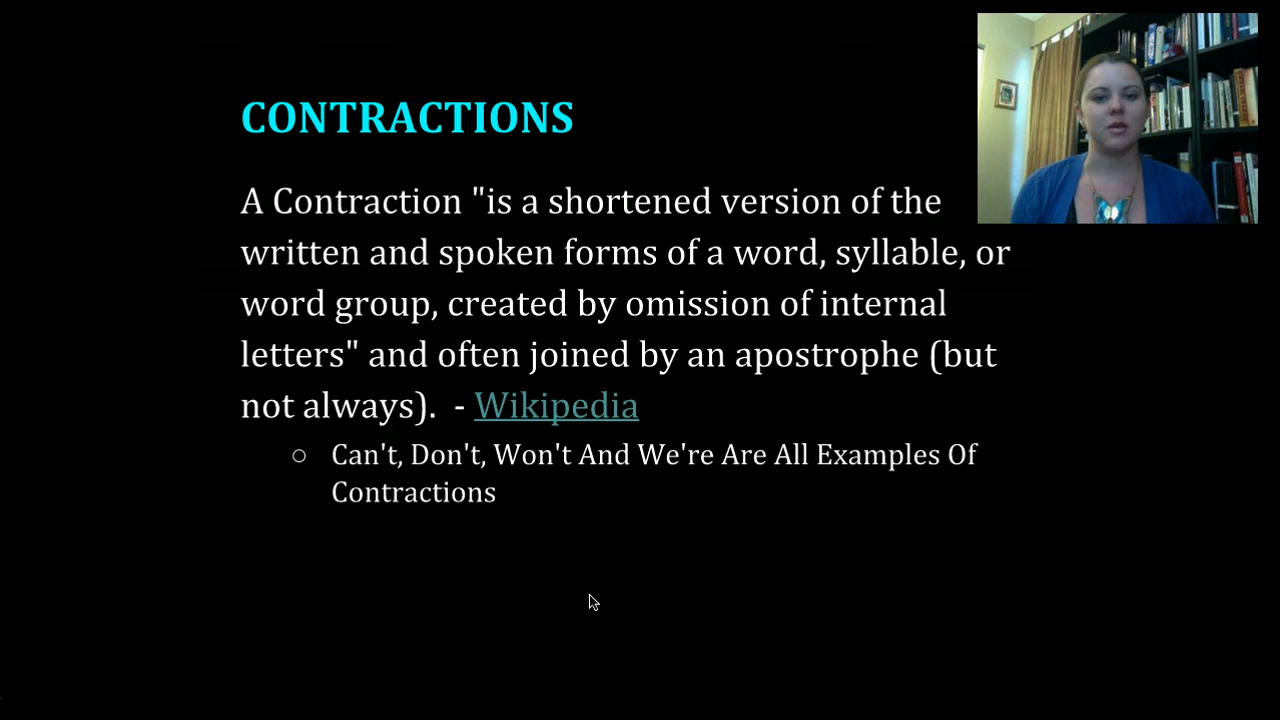 CONTRACTIONS
A Contraction "is a shortened version of the
written and spoken forms of a word, syllable, or
word group, created by omission of internal
letters" and often joined by an apostrophe (but
not always).  - Wikipedia
○ Can't, Don't, Won't And We're Are All Examples Of
Contractions